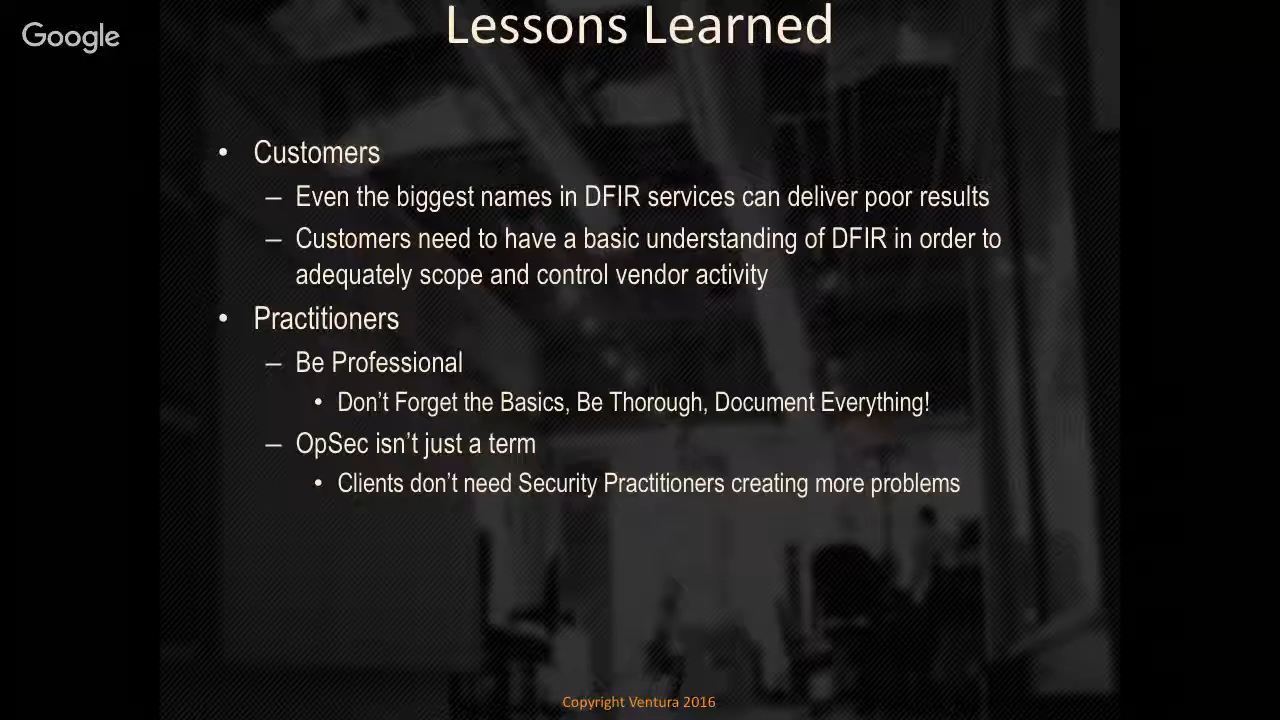 Google
Lessons Learned
• Customers
– Even the biggest names in DFIR services can deliver poor results
– Customers need to have a basic understanding of DFIR in order to
adequately scope and control vendor activity
• Practitioners
– Be Professional
• Don’t Forget the Basics, Be Thorough, Document Everything!
– OpSec isn’t just a term
• Clients don’t need Security Practitioners creating more problems
Copyright Ventura 2016